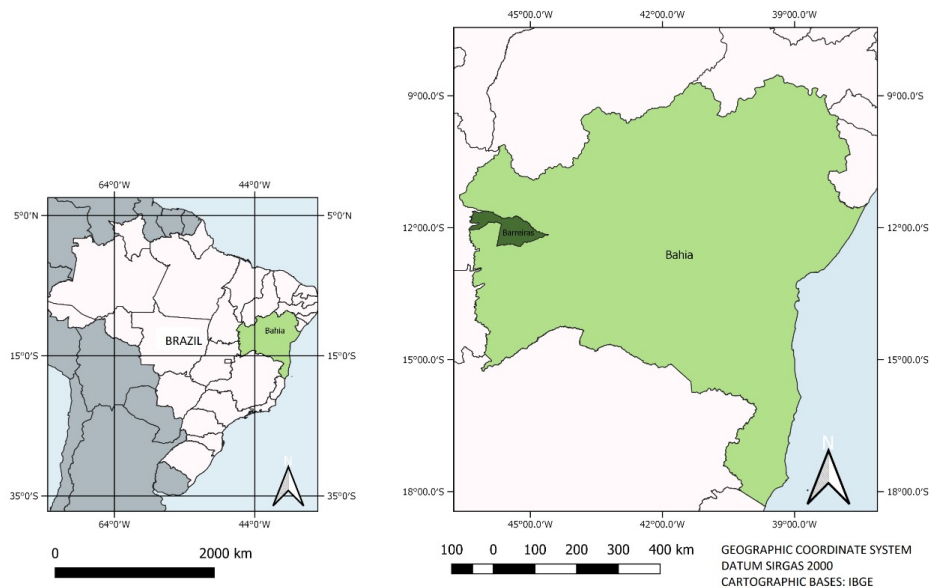 45°00.0'S 42°00.0'W 39°00.0'S
9°00.0'S 9°00.0'S
64°0'W 44°0'W
5°0'N 5°0'N
12°00.0'S Barreiras 12°00.0'S
Bahia
Bahia
BRAZIL
15°0'S 15°0'S
15°00.0'S 15°00.0'S
N
N
35°0'S 35°0'S
18°00.0'S 18°00.0'S
64°0'W 44°0'W
45°00.0'S 42°00.0'W 39°00.0'S
0 2000 km
100 0 100 200 300 400 km
GEOGRAPHIC COORDINATE SYSTEM
DATUM SIRGAS 2000
CARTOGRAPHIC BASES: IBGE